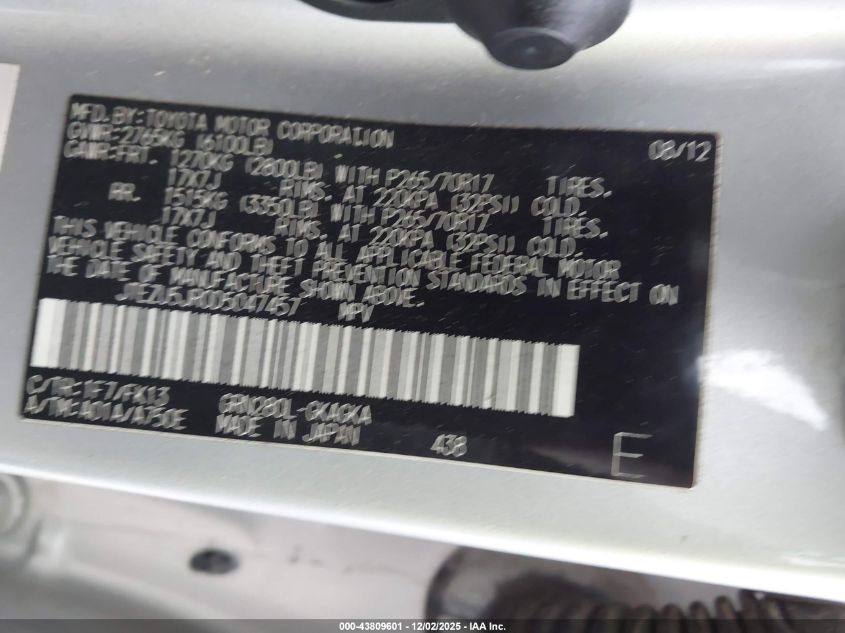 MFD. BY: TOYOTA MOTOR CORPORATION 08/12
GVWR: 2765KG (6100LB)
GAWR: FRT. 1270KG (2800LB) WITH P265/70R17 TIRES.
17X7J RIMS. AT 220KPA (32PSI) COLD.
RR. 1515KG (3350LB) WITH P265/70R17 TIRES.
17X7J RIMS. AT 220KPA (32PSI) COLD.
THIS VEHICLE CONFORMS TO ALL APPLICABLE FEDERAL MOTOR
VEHICLE SAFETY AND THEFT PREVENTION STANDARDS IN EFFECT ON
THE DATE OF MANUFACTURE SHOWN ABOVE.
JTEZU5JR0D5047457 MPV
C/TR: 1F7/FK13 GRN280L-GKAGKA
A/TM: A01A/A750E MADE IN JAPAN 438
E
000-43809601 - 12/02/2025 - IAA Inc.